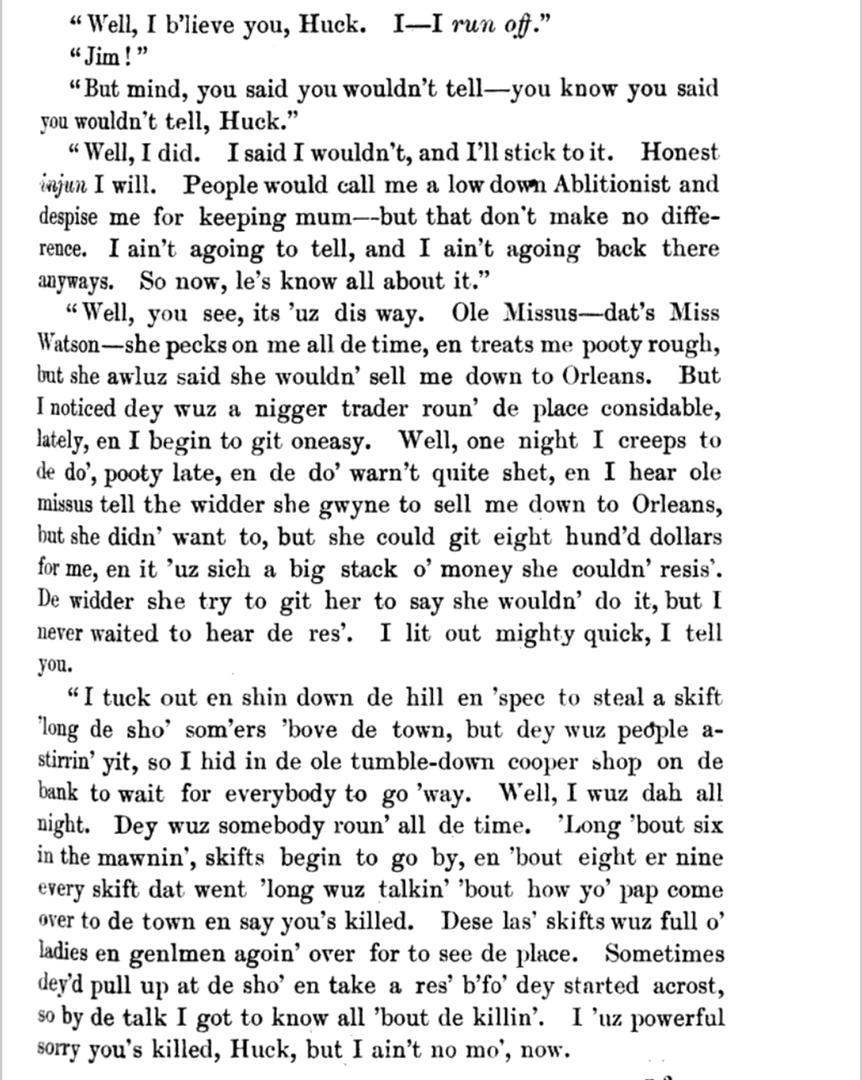 “Well, I b’lieve you, Huck. I—I run off.”
“Jim!”
“But mind, you said you wouldn’t tell—you know you said
you wouldn’t tell, Huck.”
“Well, I did. I said I wouldn’t, and I’ll stick to it. Honest
injun I will. People would call me a low down Ablitionist and
despise me for keeping mum—but that don’t make no diffe-
rence. I ain’t agoing to tell, and I ain’t agoing back there
anyways. So now, le’s know all about it.”
“Well, you see, its ’uz dis way. Ole Missus—dat’s Miss
Watson—she pecks on me all de time, en treats me pooty rough,
but she awluz said she wouldn’ sell me down to Orleans. But
I noticed dey wuz a nigger trader roun’ de place considable,
lately, en I begin to git oneasy. Well, one night I creeps to
de do’, pooty late, en de do’ warn’t quite shet, en I hear ole
missus tell the widder she gwyne to sell me down to Orleans,
but she didn’ want to, but she could git eight hund’d dollars
for me, en it ’uz sich a big stack o’ money she couldn’ resis’.
De widder she try to git her to say she wouldn’ do it, but I
never waited to hear de res’. I lit out mighty quick, I tell
you.
“I tuck out en shin down de hill en ’spec to steal a skift
’long de sho’ som’ers ’bove de town, but dey wuz people a-
stirrin’ yit, so I hid in de ole tumble-down cooper shop on de
bank to wait for everybody to go ’way. Well, I wuz dah all
night. Dey wuz somebody roun’ all de time. ’Long ’bout six
in the mawnin’, skifts begin to go by, en ’bout eight er nine
every skift dat went ’long wuz talkin’ ’bout how yo’ pap come
over to de town en say you’s killed. Dese las’ skifts wuz full o’
ladies en genlmen agoin’ over for to see de place. Sometimes
dey’d pull up at de sho’ en take a res’ b’fo’ dey started acrost,
so by de talk I got to know all ’bout de killin’. I ’uz powerful
sorry you’s killed, Huck, but I ain’t no mo’, now.